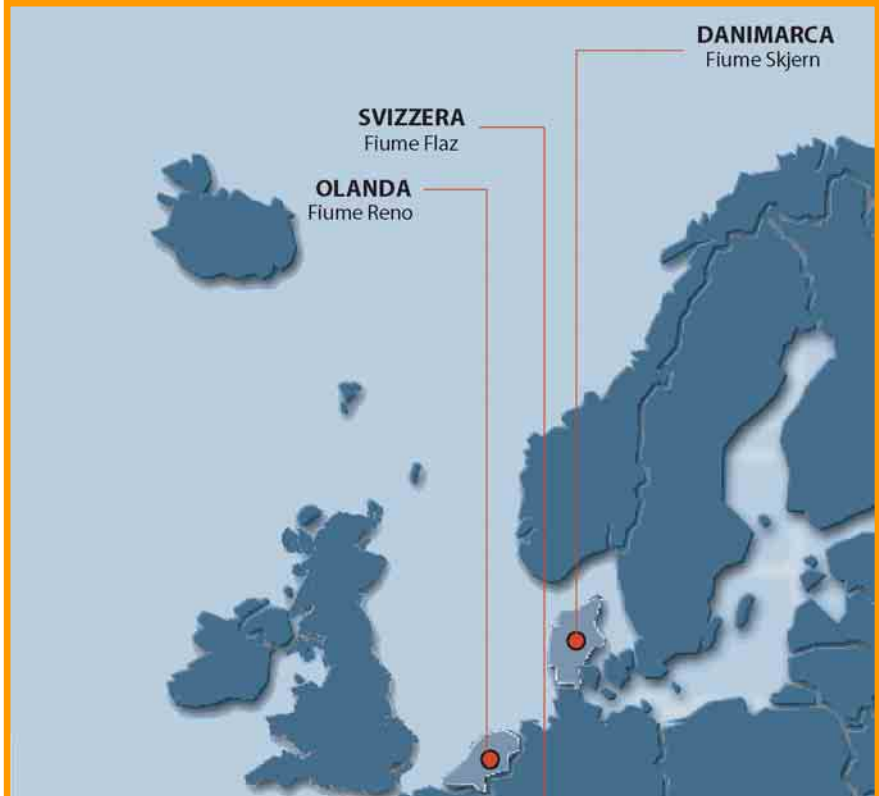 DANIMARCA
Fiume Skjern
SVIZZERA
Fiume Flaz
OLANDA
Fiume Reno